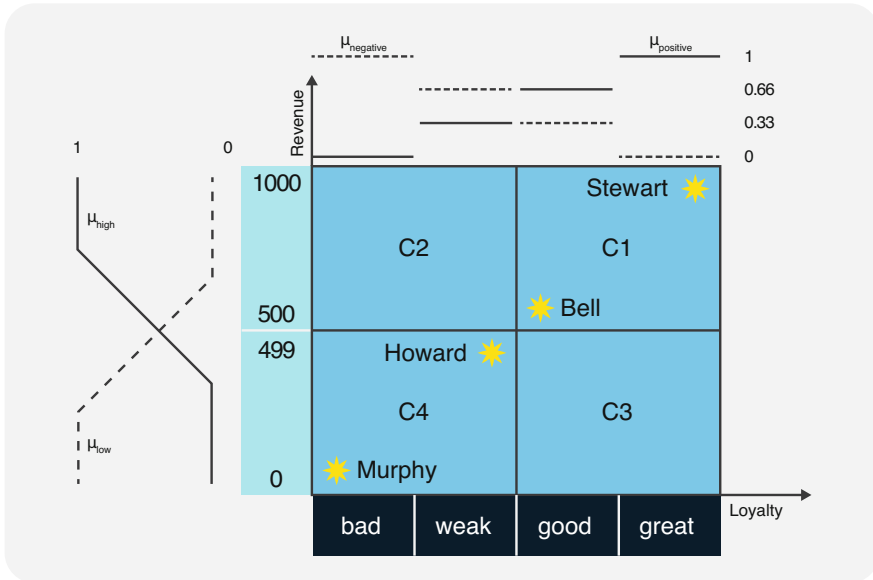 μnegative
μpositive
1
0.66
0.33
0
Revenue
1
0
μhigh
μlow
1000
500
499
0
Stewart
C2
C1
Bell
Howard
C4
C3
Murphy
bad
weak
good
great
Loyalty